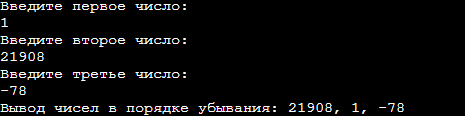 Введите первое число:
1
Введите второе число:
21908
Введите третье число:
-78
Вывод чисел в порядке убывания: 21908, 1, -78